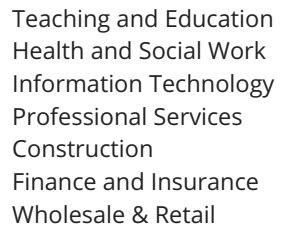 Teaching and Education
Health and Social Work
Information Technology
Professional Services
Construction
Finance and Insurance
Wholesale & Retail